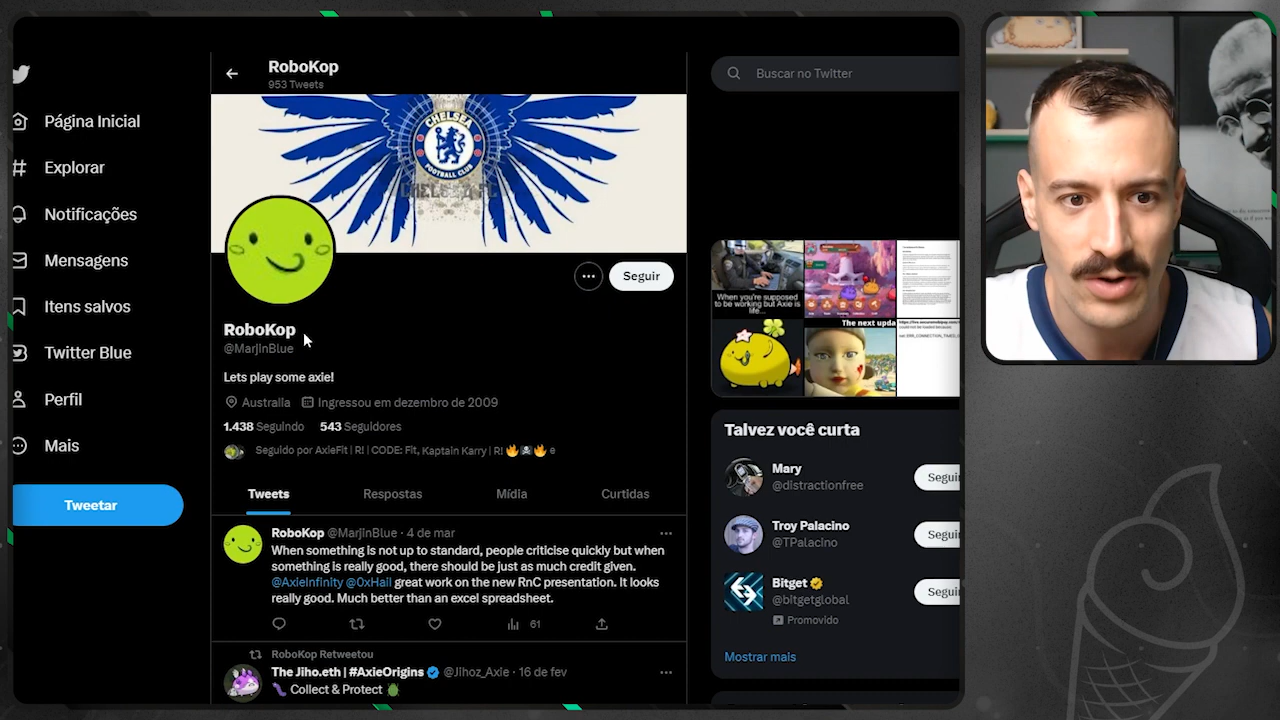 RoboKop
953 Tweets
Buscar no Twitter
Página Inicial
Explorar
Notificações
Mensagens
Itens salvos
Twitter Blue
Perfil
Mais
Tweetar
CHELSEA
FOOTBALL CLUB
CHELSEA FC
Seguir
RoboKop
@MarjinBlue
Lets play some axie!
Australia Ingressou em dezembro de 2009
1.438 Seguindo 543 Seguidores
Seguido por AxieFit | R! | CODE: Fit, Kaptain Karry | R! 🔥☠️🔥 e
Tweets Respostas Mídia Curtidas
RoboKop @MarjinBlue · 4 de mar
When something is not up to standard, people criticise quickly but when
something is really good, there should be just as much credit given.
@AxieInfinity @0xHaii great work on the new RnC presentation. It looks
really good. Much better than an excel spreadsheet.
61
RoboKop Retweetou
The Jiho.eth | #AxieOrigins @Jihoz_Axie · 16 de fev
🐛 Collect & Protect 🪲
When you're supposed
to be working but Axie is
life...
The next upda
Talvez você curta
Mary
@distractionfree
Seguir
Troy Palacino
@TPalacino
Seguir
Bitget
@bitgetglobal
Seguir
Promovido
Mostrar mais